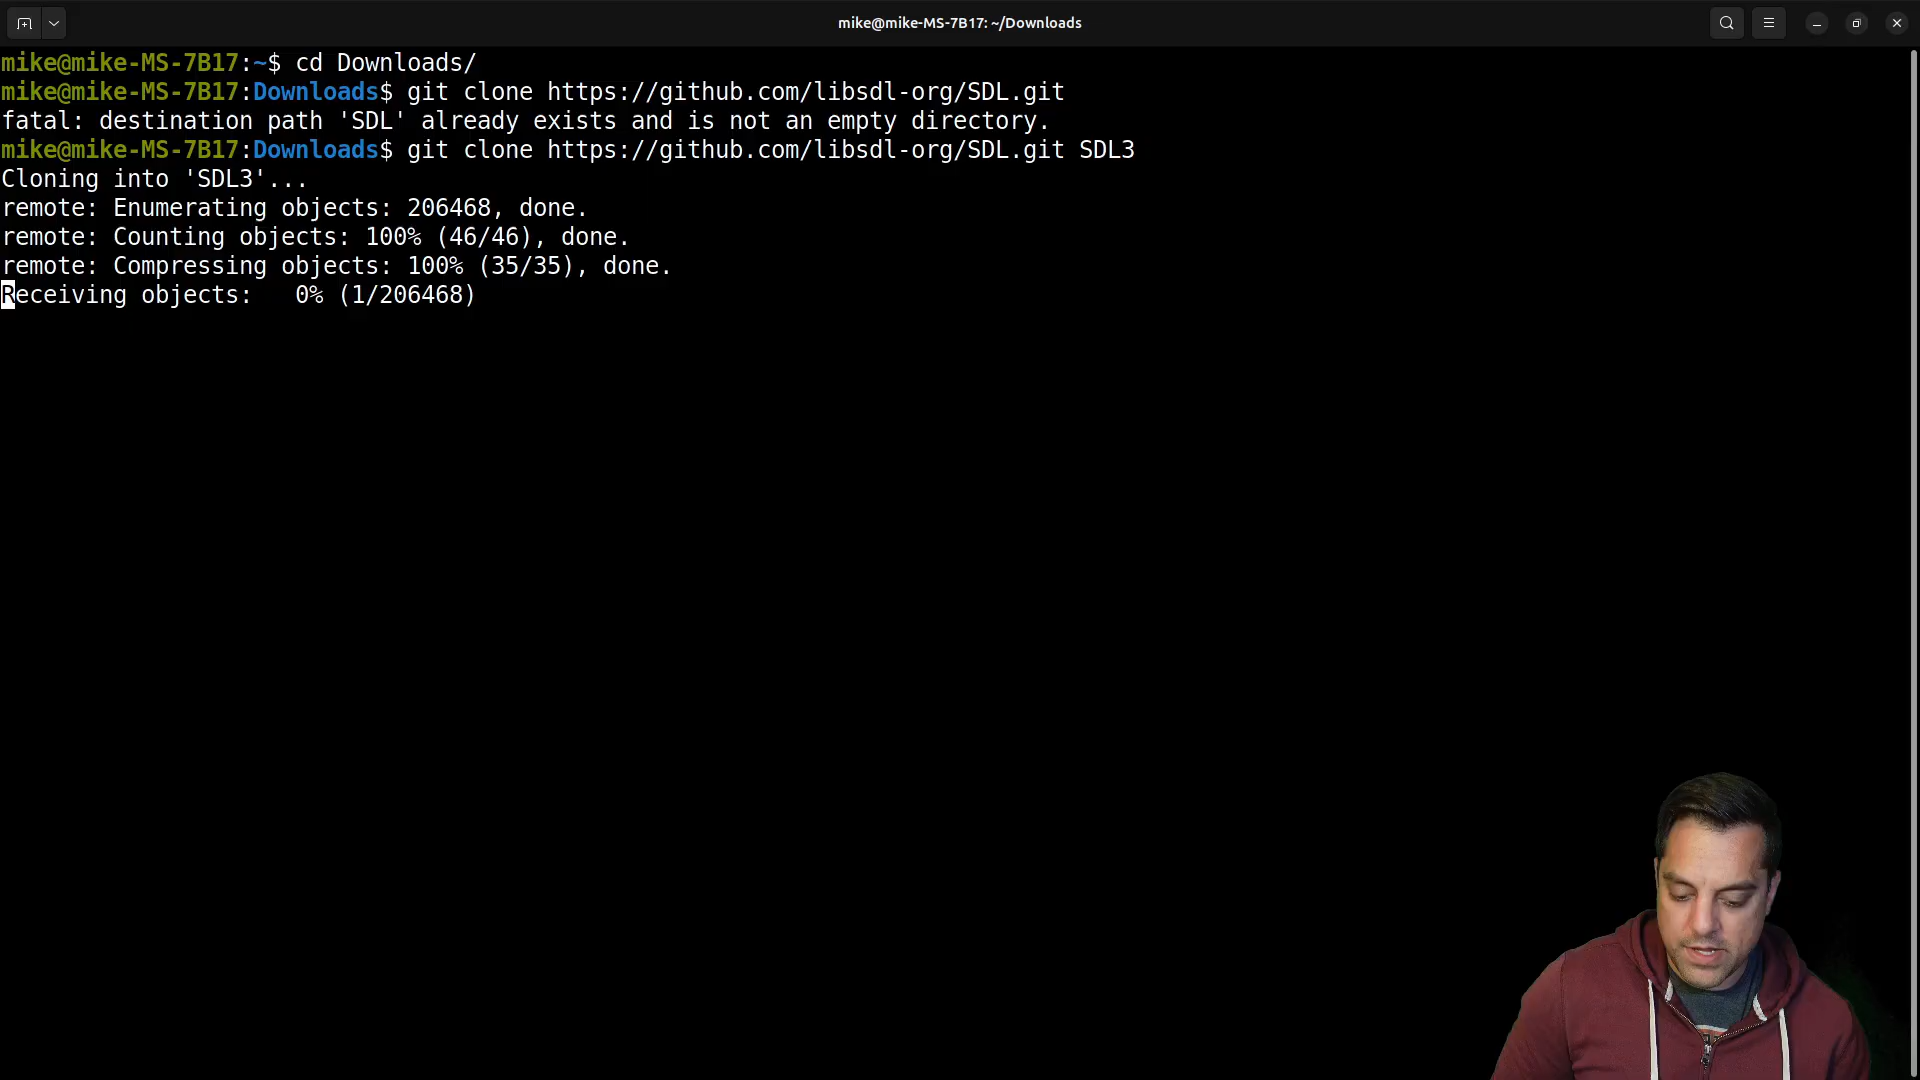 mike@mike-MS-7B17: ~/Downloads
mike@mike-MS-7B17:~$ cd Downloads/
mike@mike-MS-7B17:Downloads$ git clone https://github.com/libsdl-org/SDL.git
fatal: destination path 'SDL' already exists and is not an empty directory.
mike@mike-MS-7B17:Downloads$ git clone https://github.com/libsdl-org/SDL.git SDL3
Cloning into 'SDL3'...
remote: Enumerating objects: 206468, done.
remote: Counting objects: 100% (46/46), done.
remote: Compressing objects: 100% (35/35), done.
Receiving objects:   0% (1/206468)